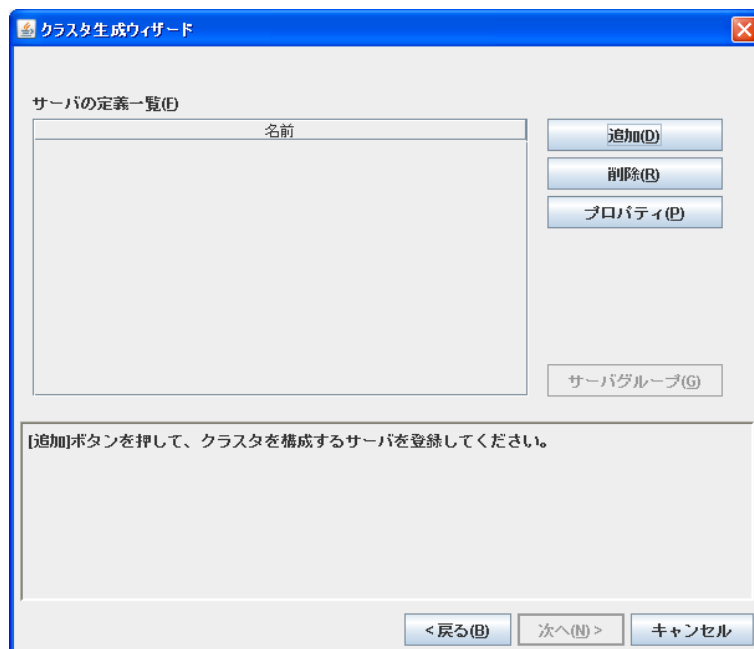 クラスタ生成ウィザード
サーバの定義一覧(F)
名前
追加(D)
削除(R)
プロパティ(P)
サーバグループ(G)
[追加]ボタンを押して、クラスタを構成するサーバを登録してください。
<戻る(B)
次へ(N)>
キャンセル